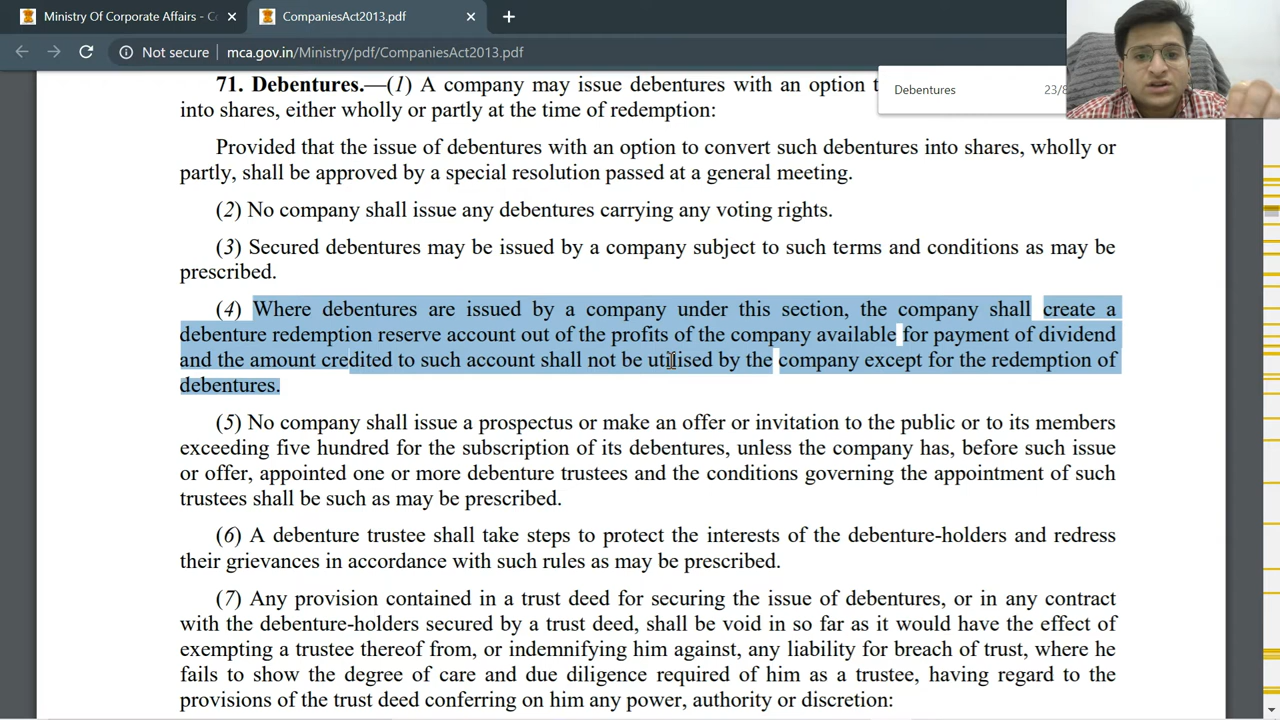 Ministry Of Corporate Affairs - Co
CompaniesAct2013.pdf
Not secure
mca.gov.in/Ministry/pdf/CompaniesAct2013.pdf
Debentures 23/8
71. Debentures.—(1) A company may issue debentures with an option t
into shares, either wholly or partly at the time of redemption:
Provided that the issue of debentures with an option to convert such debentures into shares, wholly or
partly, shall be approved by a special resolution passed at a general meeting.
(2) No company shall issue any debentures carrying any voting rights.
(3) Secured debentures may be issued by a company subject to such terms and conditions as may be
prescribed.
(4) Where debentures are issued by a company under this section, the company shall create a
debenture redemption reserve account out of the profits of the company available for payment of dividend
and the amount credited to such account shall not be utilised by the company except for the redemption of
debentures.
(5) No company shall issue a prospectus or make an offer or invitation to the public or to its members
exceeding five hundred for the subscription of its debentures, unless the company has, before such issue
or offer, appointed one or more debenture trustees and the conditions governing the appointment of such
trustees shall be such as may be prescribed.
(6) A debenture trustee shall take steps to protect the interests of the debenture-holders and redress
their grievances in accordance with such rules as may be prescribed.
(7) Any provision contained in a trust deed for securing the issue of debentures, or in any contract
with the debenture-holders secured by a trust deed, shall be void in so far as it would have the effect of
exempting a trustee thereof from, or indemnifying him against, any liability for breach of trust, where he
fails to show the degree of care and due diligence required of him as a trustee, having regard to the
provisions of the trust deed conferring on him any power, authority or discretion: